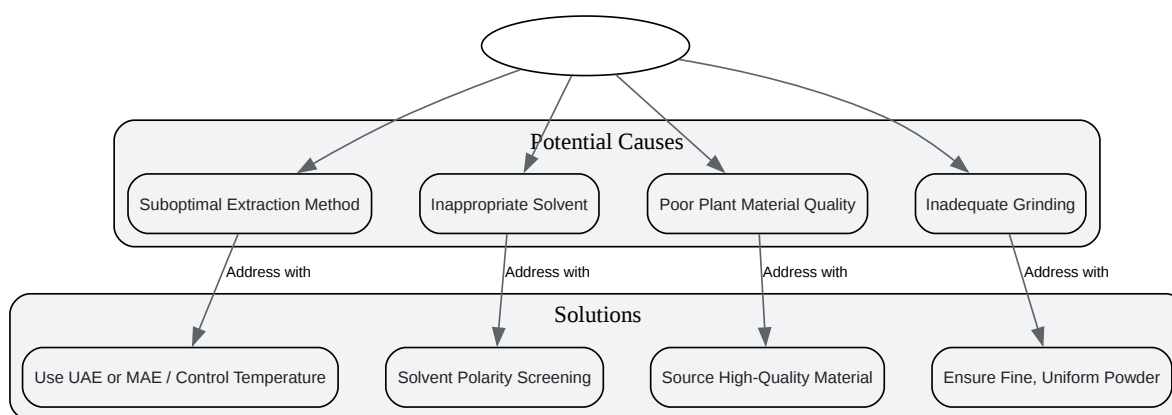 Potential Causes
Suboptimal Extraction Method
Inappropriate Solvent
Poor Plant Material Quality
Inadequate Grinding
Address with
Address with
Address with
Address with
Solutions
Use UAE or MAE / Control Temperature
Solvent Polarity Screening
Source High-Quality Material
Ensure Fine, Uniform Powder